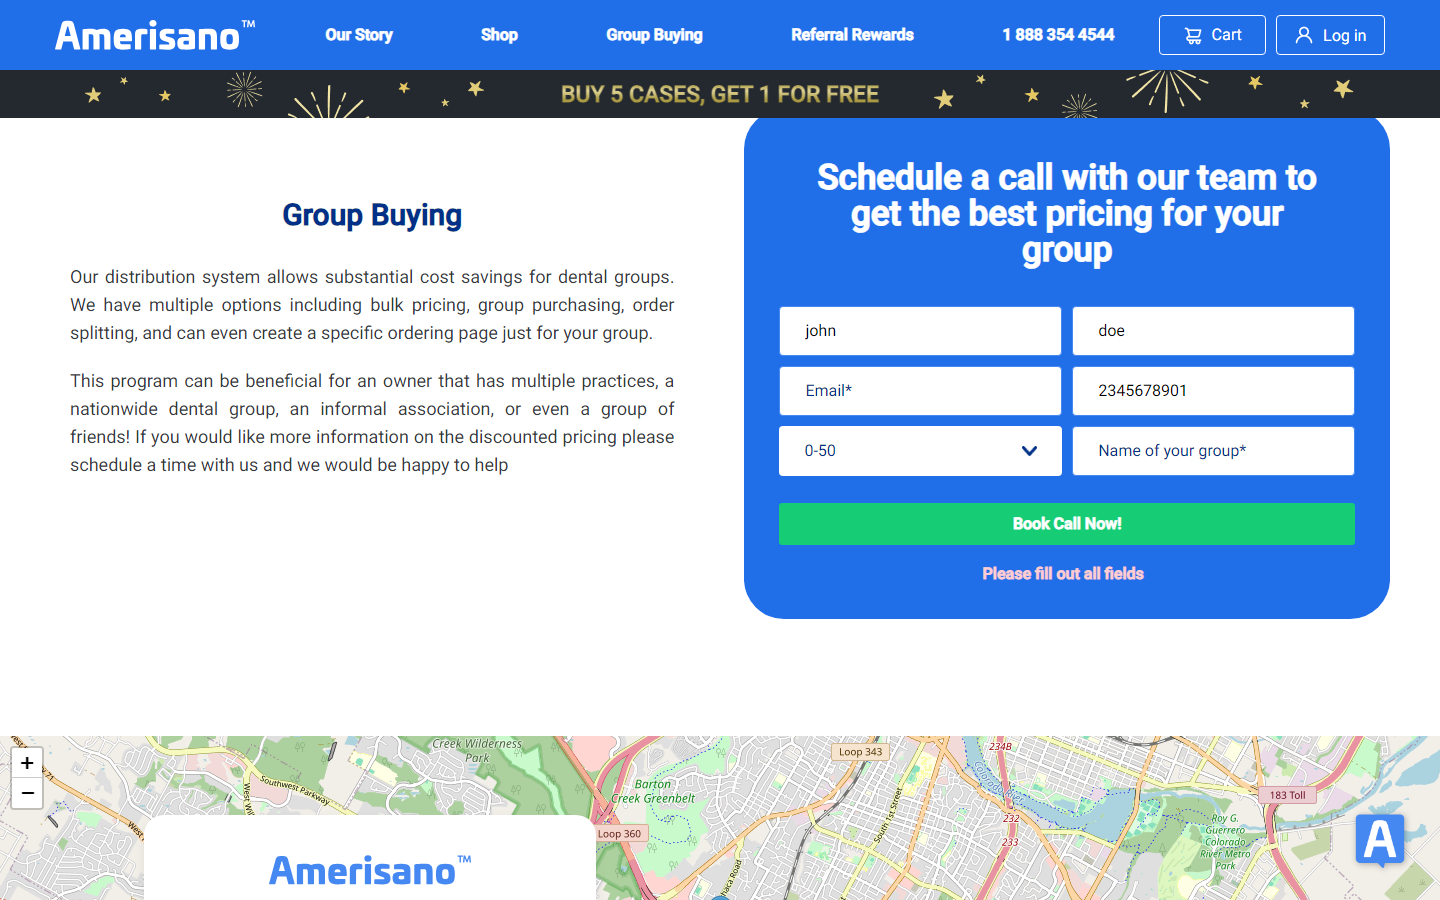 Amerisano™
Our Story
Shop
Group Buying
Referral Rewards
1 888 354 4544
Cart
Log in
BUY 5 CASES, GET 1 FOR FREE
Group Buying
Our distribution system allows substantial cost savings for dental groups.
We have multiple options including bulk pricing, group purchasing, order
splitting, and can even create a specific ordering page just for your group.
This program can be beneficial for an owner that has multiple practices, a
nationwide dental group, an informal association, or even a group of
friends! If you would like more information on the discounted pricing please
schedule a time with us and we would be happy to help
Schedule a call with our team to
get the best pricing for your
group
john
doe
Email*
2345678901
0-50
Name of your group*
Book Call Now!
Please fill out all fields
+
−
Creek Wilderness
Park
Southwest Parkway
Barton
Creek Greenbelt
Loop 360
Loop 343
South 1st Street
234B
232
233
183 Toll
Roy G.
Guerrero
Colorado
River Metro
Park
A
Amerisano™